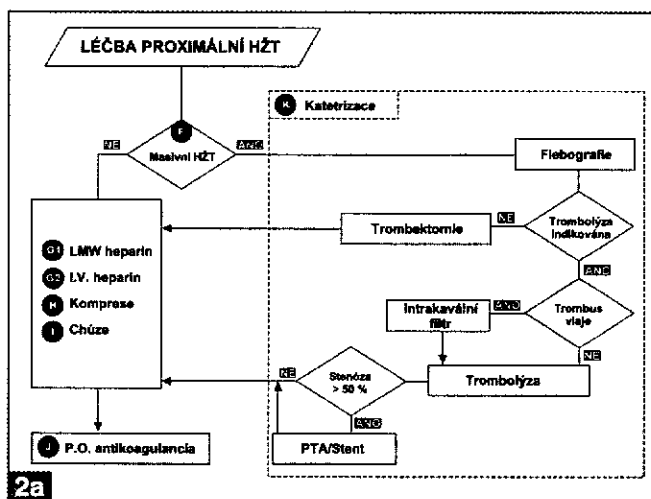 LÉČBA PROXIMÁLNÍ HŽT
K Katetrizace
F
Masivní HŽT
NE
ANO
Flebografie
Trombolýza
indikována
NE
Trombektomie
ANO
G1 LMW heparin
G2 I.V. heparin
H Komprese
I Chůze
Trombus
vlaje
ANO
Intrakavální
filtr
NE
Trombolýza
Stenóza
> 50 %
NE
ANO
PTA/Stent
J P.O. antikoagulancia
2a